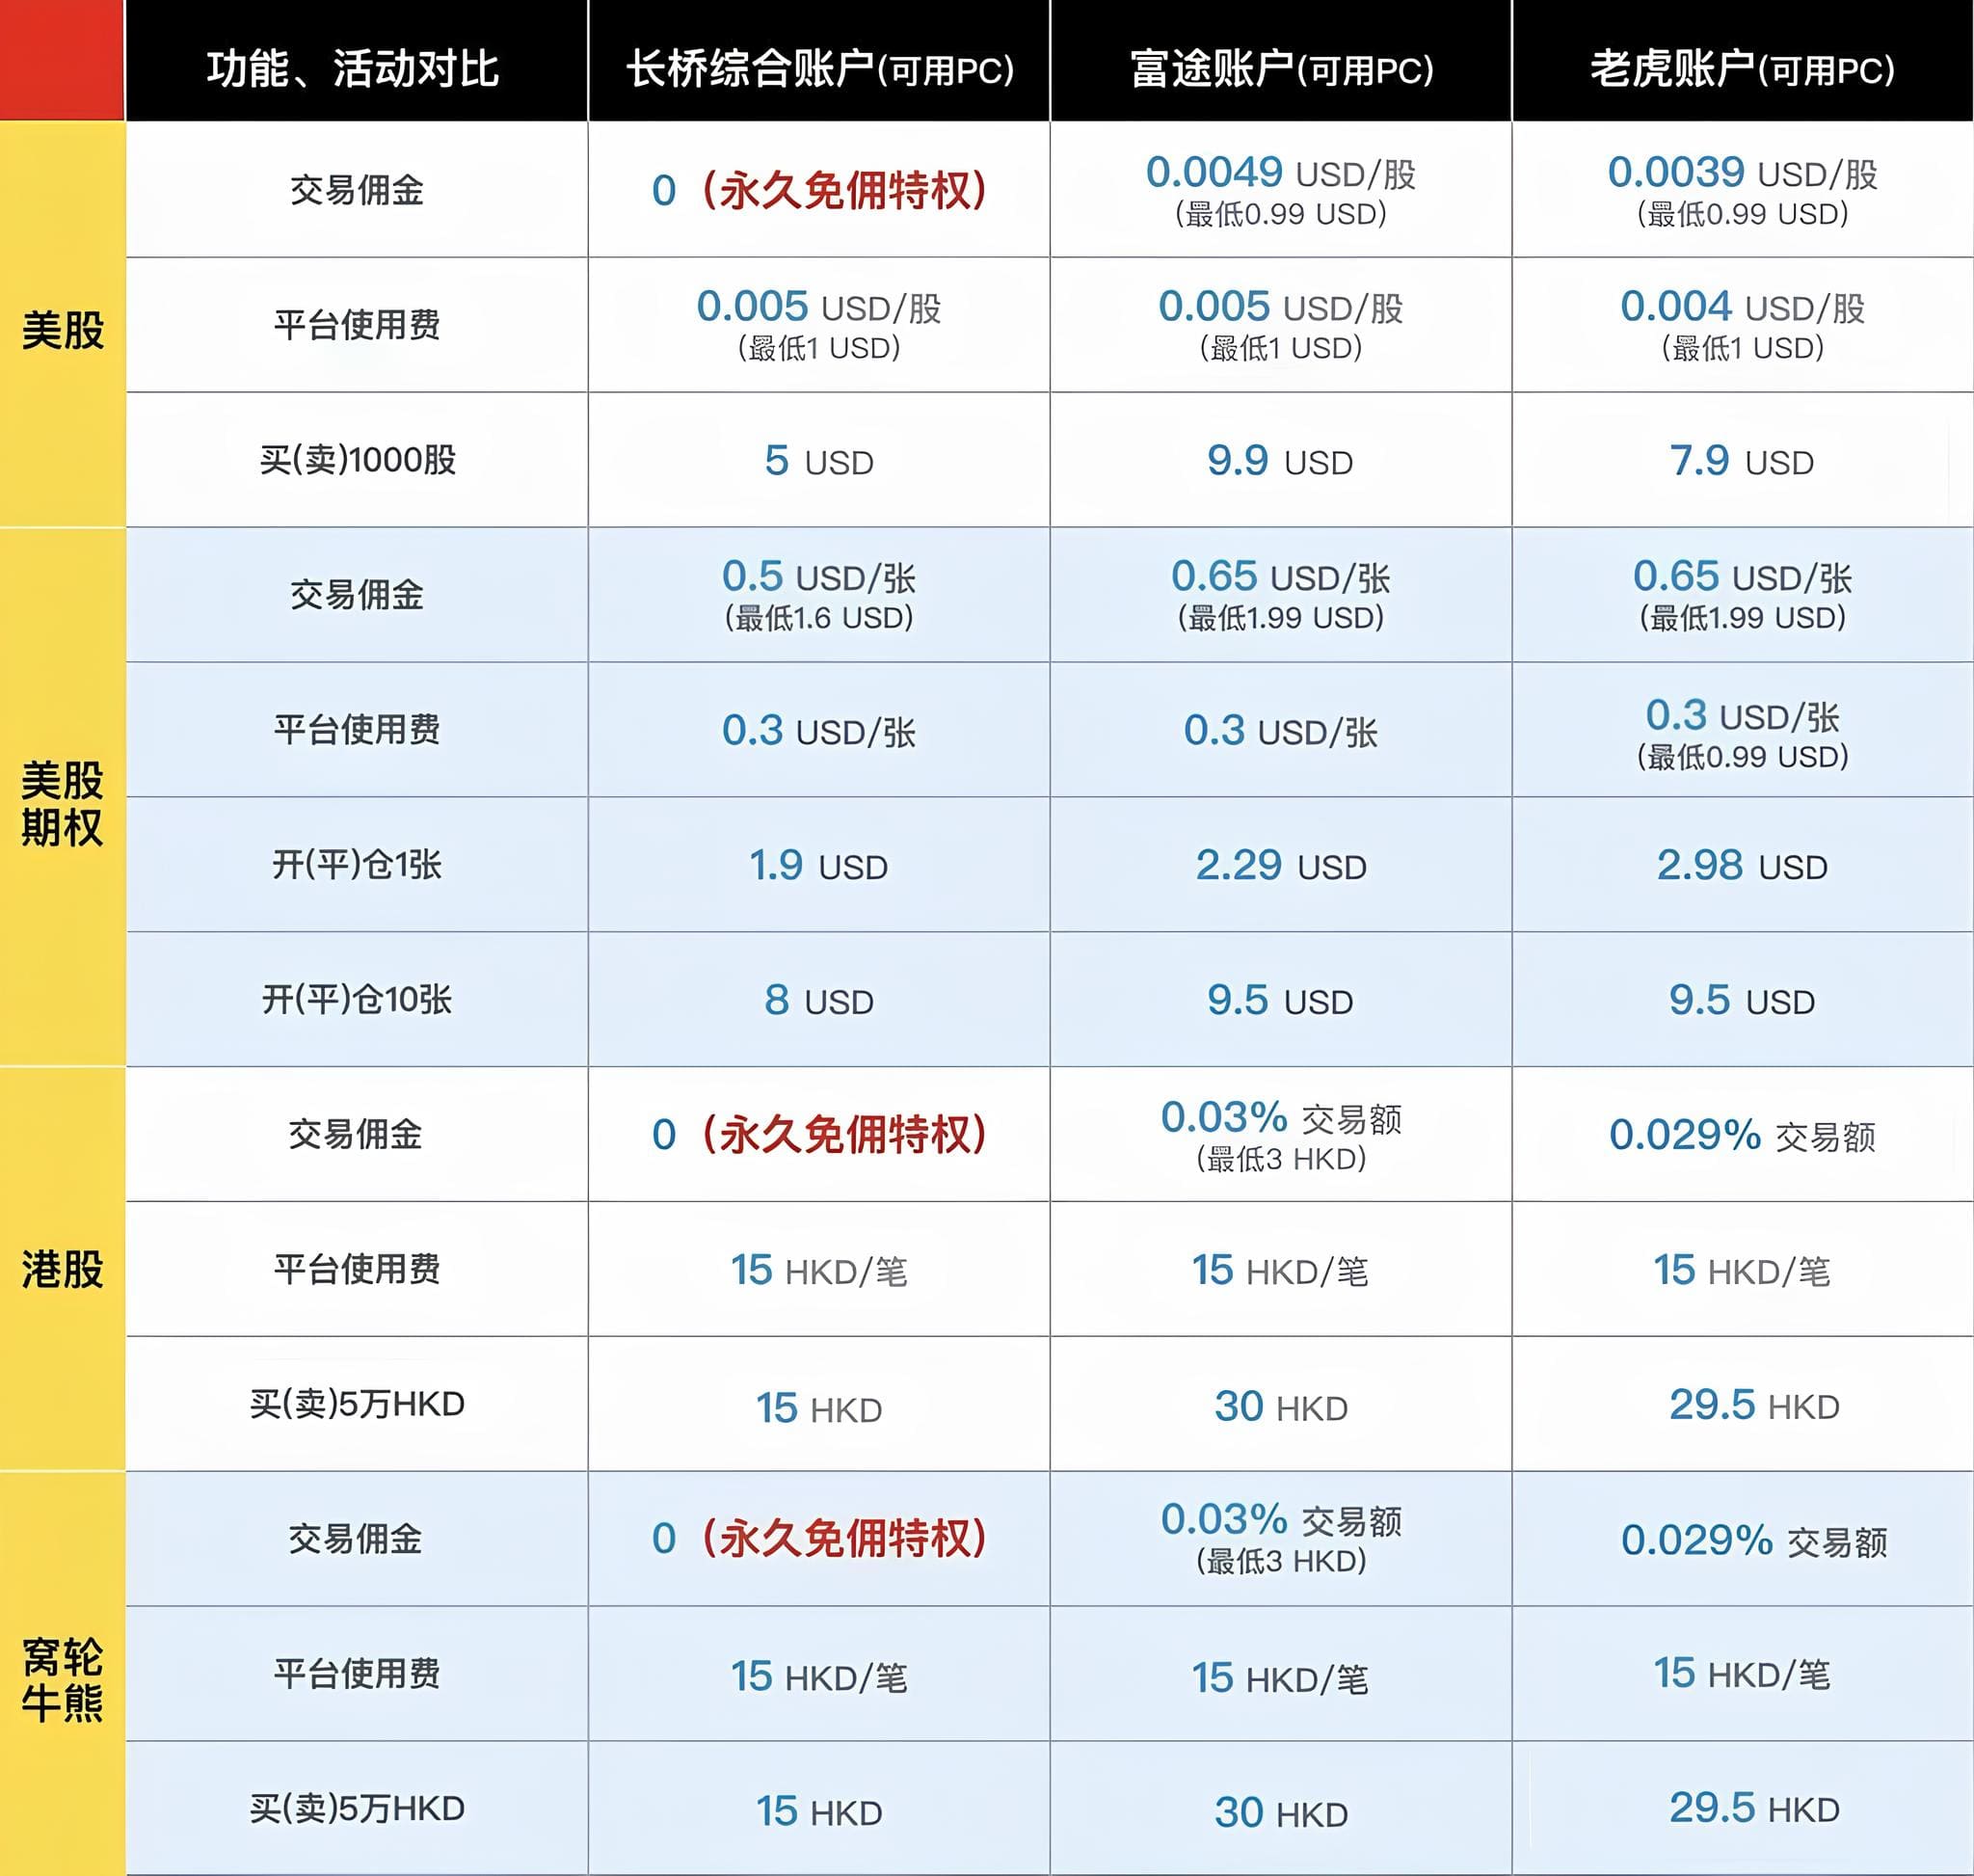 功能、活动对比
长桥综合账户(可用PC)
富途账户(可用PC)
老虎账户(可用PC)
美股
交易佣金
0（永久免佣特权）
0.0049 USD/股
(最低0.99 USD)
0.0039 USD/股
(最低0.99 USD)
平台使用费
0.005 USD/股
(最低1 USD)
0.005 USD/股
(最低1 USD)
0.004 USD/股
(最低1 USD)
买(卖)1000股
5 USD
9.9 USD
7.9 USD
美股
期权
交易佣金
0.5 USD/张
(最低1.6 USD)
0.65 USD/张
(最低1.99 USD)
0.65 USD/张
(最低1.99 USD)
平台使用费
0.3 USD/张
0.3 USD/张
0.3 USD/张
(最低0.99 USD)
开(平)仓1张
1.9 USD
2.29 USD
2.98 USD
开(平)仓10张
8 USD
9.5 USD
9.5 USD
港股
交易佣金
0（永久免佣特权）
0.03% 交易额
(最低3 HKD)
0.029% 交易额
平台使用费
15 HKD/笔
15 HKD/笔
15 HKD/笔
买(卖)5万HKD
15 HKD
30 HKD
29.5 HKD
窝轮
牛熊
交易佣金
0（永久免佣特权）
0.03% 交易额
(最低3 HKD)
0.029% 交易额
平台使用费
15 HKD/笔
15 HKD/笔
15 HKD/笔
买(卖)5万HKD
15 HKD
30 HKD
29.5 HKD